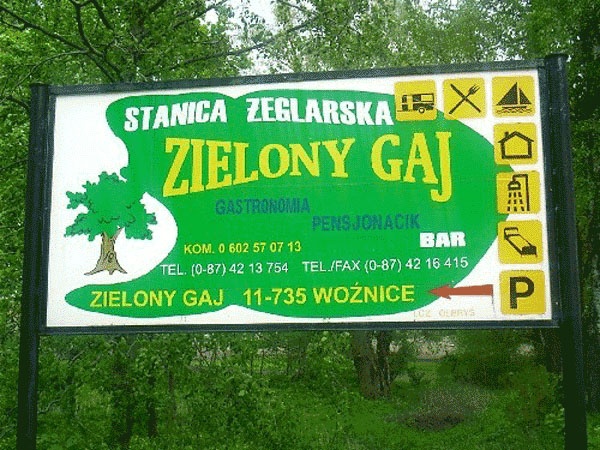 STANICA ŻEGLARSKA
ZIELONY GAJ
GASTRONOMIA
PENSJONACIK
BAR
KOM. 0 602 57 07 13
TEL. (0-87) 42 13 754 TEL./FAX (0-87) 42 16 415
ZIELONY GAJ 11-735 WOŹNICE
P